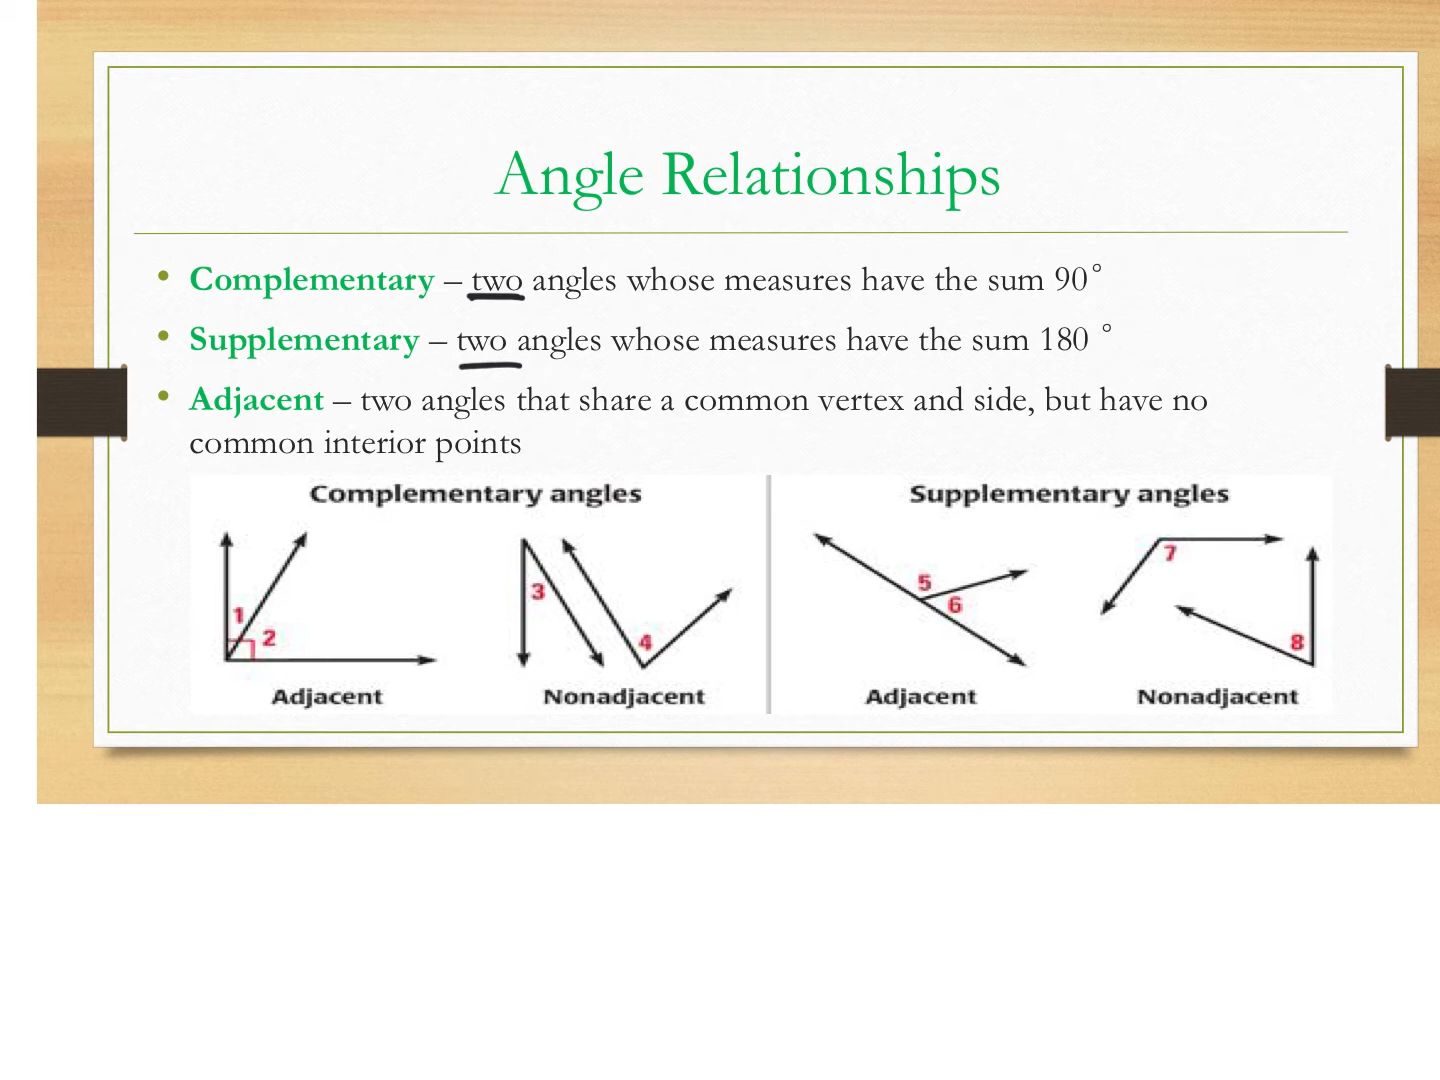 Angle Relationships
• Complementary – two angles whose measures have the sum 90°
• Supplementary – two angles whose measures have the sum 180 °
• Adjacent – two angles that share a common vertex and side, but have no
common interior points
Complementary angles
1
2
Adjacent
3
4
Nonadjacent
Supplementary angles
5
6
Adjacent
7
8
Nonadjacent